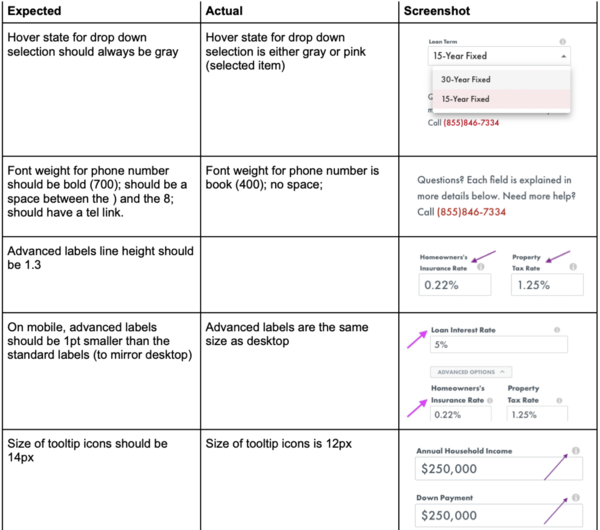 Expected
Actual
Screenshot
Hover state for drop down
selection should always be gray
Hover state for drop down
selection is either gray or pink
(selected item)
Loan Term
15-Year Fixed
30-Year Fixed
15-Year Fixed
Q
m
Call (855)846-7334
Font weight for phone number
should be bold (700); should be a
space between the ) and the 8;
should have a tel link.
Font weight for phone number is
book (400); no space;
Questions? Each field is explained in
more details below. Need more help?
Call (855)846-7334
Advanced labels line height should
be 1.3
Homeowners's
Insurance Rate
0.22%
Property
Tax Rate
1.25%
On mobile, advanced labels
should be 1pt smaller than the
standard labels (to mirror desktop)
Advanced labels are the same
size as desktop
Loan Interest Rate
5%
ADVANCED OPTIONS
Homeowners's
Insurance Rate
0.22%
Property
Tax Rate
1.25%
Size of tooltip icons should be
14px
Size of tooltip icons is 12px
Annual Household Income
$250,000
Down Payment
$250,000